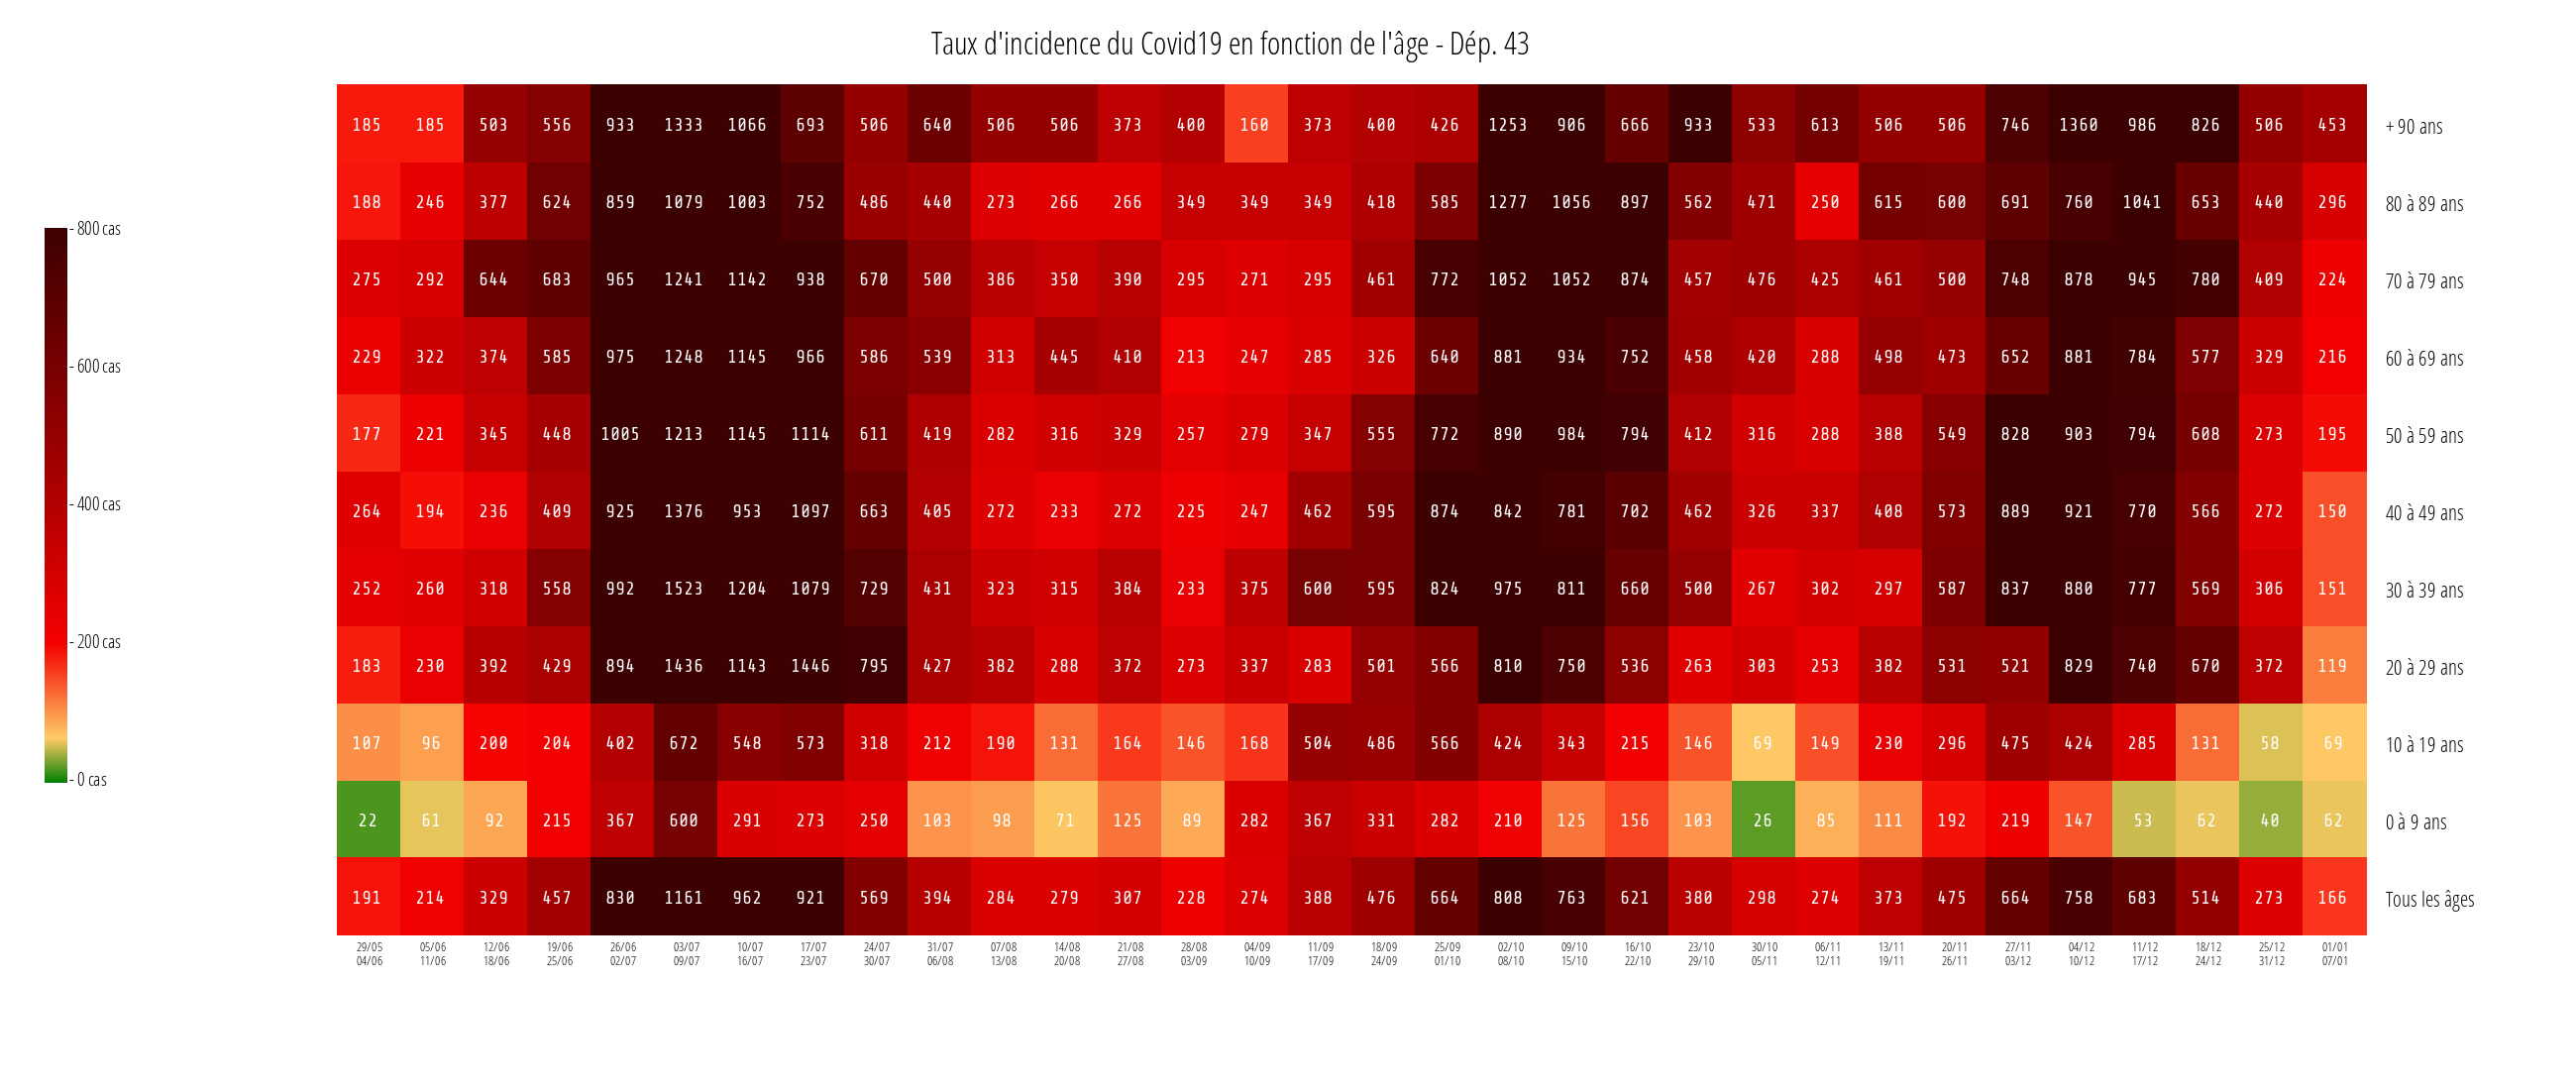 Taux d'incidence du Covid19 en fonction de l'âge - Dép. 43
- 800 cas
- 600 cas
- 400 cas
- 200 cas
- 0 cas
185 185 503 556 933 1333 1066 693 506 640 506 506 373 400 160 373 400 426 1253 906 666 933 533 613 506 506 746 1360 986 826 506 453 + 90 ans
188 246 377 624 859 1079 1003 752 486 440 273 266 266 349 349 349 418 585 1277 1056 897 562 471 250 615 600 691 760 1041 653 440 296 80 à 89 ans
275 292 644 683 965 1241 1142 938 670 500 386 350 390 295 271 295 461 772 1052 1052 874 457 476 425 461 500 748 878 945 780 409 224 70 à 79 ans
229 322 374 585 975 1248 1145 966 586 539 313 445 410 213 247 285 326 640 881 934 752 458 420 288 498 473 652 881 784 577 329 216 60 à 69 ans
177 221 345 448 1005 1213 1145 1114 611 419 282 316 329 257 279 347 555 772 890 984 794 412 316 288 388 549 828 903 794 608 273 195 50 à 59 ans
264 194 236 409 925 1376 953 1097 663 405 272 233 272 225 247 462 595 874 842 781 702 462 326 337 408 573 889 921 770 566 272 150 40 à 49 ans
252 260 318 558 992 1523 1204 1079 729 431 323 315 384 233 375 600 595 824 975 811 660 500 267 302 297 587 837 880 777 569 306 151 30 à 39 ans
183 230 392 429 894 1436 1143 1446 795 427 382 288 372 273 337 283 501 566 810 750 536 263 303 253 382 531 521 829 740 670 372 119 20 à 29 ans
107 96 200 204 402 672 548 573 318 212 190 131 164 146 168 504 486 566 424 343 215 146 69 149 230 296 475 424 285 131 58 69 10 à 19 ans
22 61 92 215 367 600 291 273 250 103 98 71 125 89 282 367 331 282 210 125 156 103 26 85 111 192 219 147 53 62 40 62 0 à 9 ans
191 214 329 457 830 1161 962 921 569 394 284 279 307 228 274 388 476 664 808 763 621 380 298 274 373 475 664 758 683 514 273 166 Tous les âges
29/05 05/06 12/06 19/06 26/06 03/07 10/07 17/07 24/07 31/07 07/08 14/08 21/08 28/08 04/09 11/09 18/09 25/09 02/10 09/10 16/10 23/10 30/10 06/11 13/11 20/11 27/11 04/12 11/12 18/12 25/12 01/01
04/06 11/06 18/06 25/06 02/07 09/07 16/07 23/07 30/07 06/08 13/08 20/08 27/08 03/09 10/09 17/09 24/09 01/10 08/10 15/10 22/10 29/10 05/11 12/11 19/11 26/11 03/12 10/12 17/12 24/12 31/12 07/01